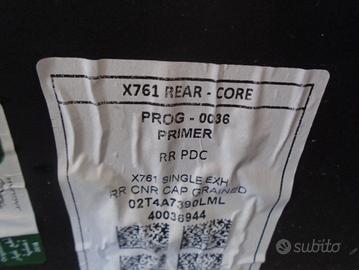 X761 REAR - CORE
PROG - 0036
PRIMER
RR PDC
X761 SINGLE EXH
RR CNR CAP GRAINED
02T4A7390LML
40036944
subito